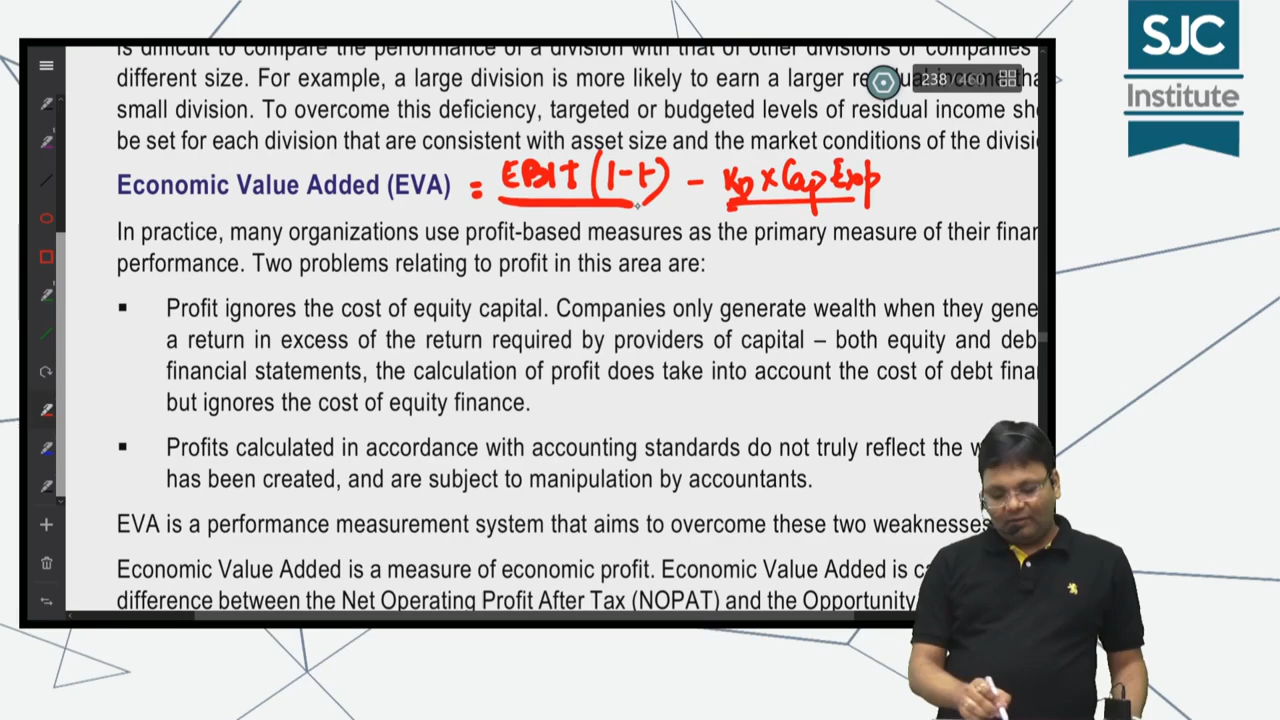 SJC
Institute
is difficult to compare the performance of a division with that of other divisions or companies
different size. For example, a large division is more likely to earn a larger
small division. To overcome this deficiency, targeted or budgeted levels of residual income sh
be set for each division that are consistent with asset size and the market conditions of the divisi
238 / 460
Economic Value Added (EVA) = EBIT (1-t) - K₀ x Cap Emp
In practice, many organizations use profit-based measures as the primary measure of their finan
performance. Two problems relating to profit in this area are:
▪ Profit ignores the cost of equity capital. Companies only generate wealth when they gene
a return in excess of the return required by providers of capital – both equity and deb
financial statements, the calculation of profit does take into account the cost of debt finan
but ignores the cost of equity finance.
▪ Profits calculated in accordance with accounting standards do not truly reflect the w
has been created, and are subject to manipulation by accountants.
EVA is a performance measurement system that aims to overcome these two weaknesses
Economic Value Added is a measure of economic profit. Economic Value Added is ca
difference between the Net Operating Profit After Tax (NOPAT) and the Opportunity